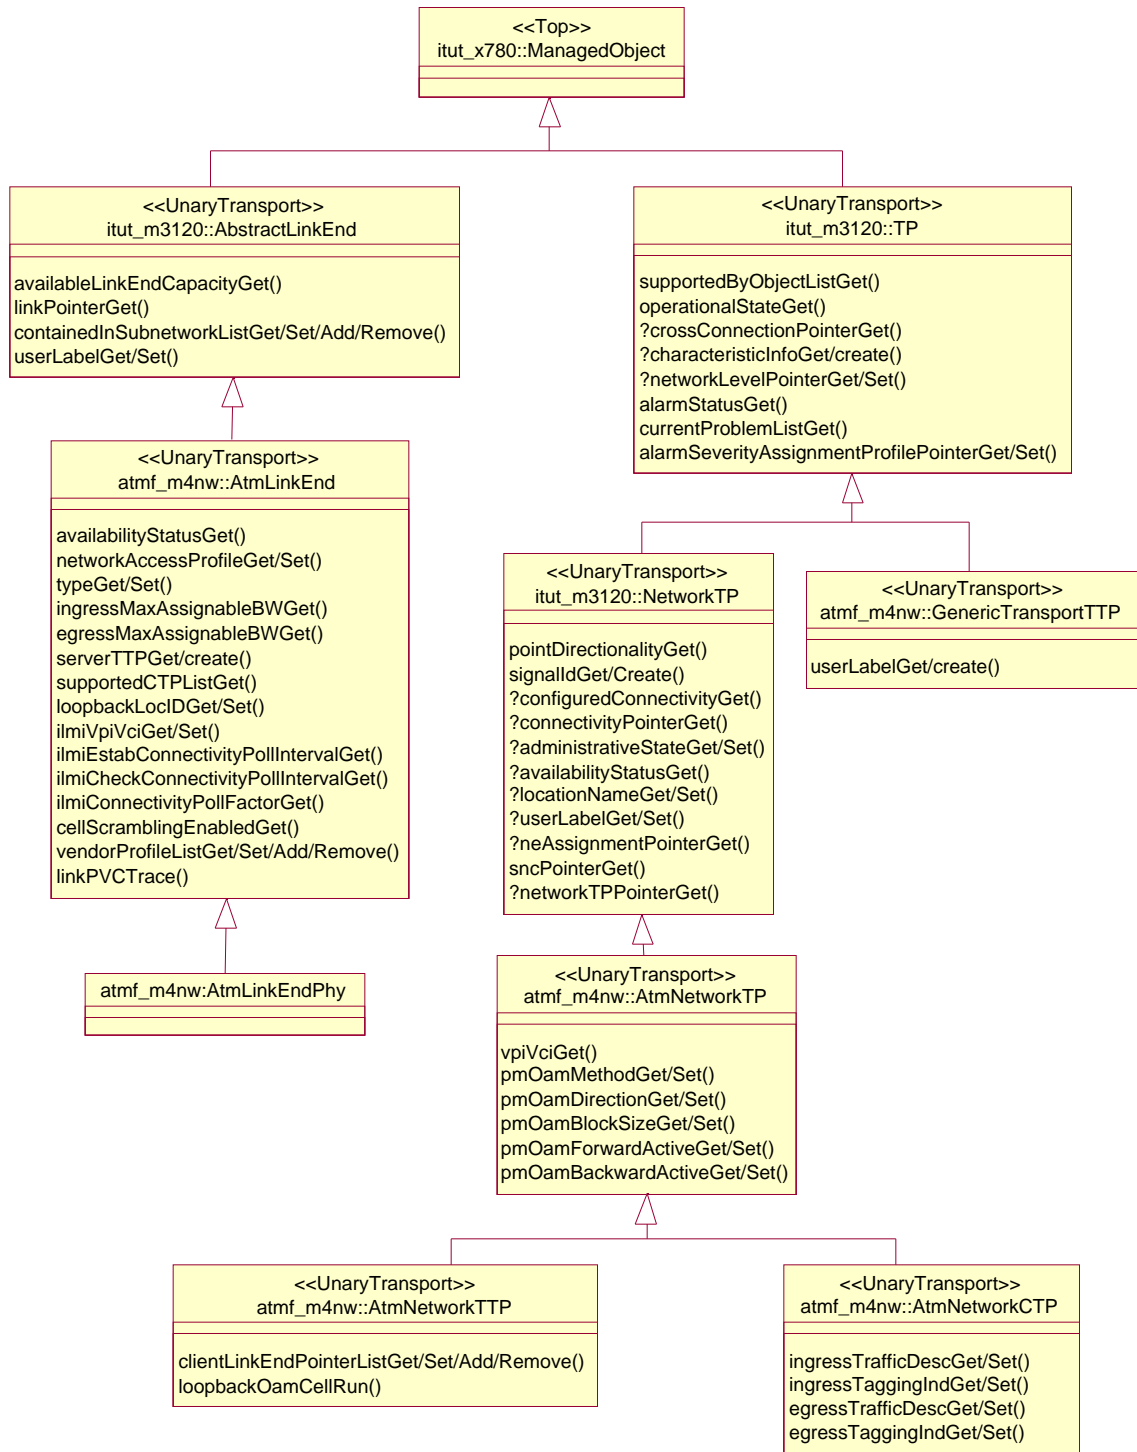 <<Top>>
itut_x780::ManagedObject
<<UnaryTransport>>
itut_m3120::AbstractLinkEnd
availableLinkEndCapacityGet()
linkPointerGet()
containedInSubnetworkListGet/Set/Add/Remove()
userLabelGet/Set()
<<UnaryTransport>>
itut_m3120::TP
supportedByObjectListGet()
operationalStateGet()
?crossConnectionPointerGet()
?characteristicInfoGet/create()
?networkLevelPointerGet/Set()
alarmStatusGet()
currentProblemListGet()
alarmSeverityAssignmentProfilePointerGet/Set()
<<UnaryTransport>>
atmf_m4nw::AtmLinkEnd
availabilityStatusGet()
networkAccessProfileGet/Set()
typeGet/Set()
ingressMaxAssignableBWGet()
egressMaxAssignableBWGet()
serverTTPGet/create()
supportedCTPListGet()
loopbackLocIDGet/Set()
ilmiVpiVciGet/Set()
ilmiEstabConnectivityPollIntervalGet()
ilmiCheckConnectivityPollIntervalGet()
ilmiConnectivityPollFactorGet()
cellScramblingEnabledGet()
vendorProfileListGet/Set/Add/Remove()
linkPVCTrace()
<<UnaryTransport>>
itut_m3120::NetworkTP
pointDirectionalityGet()
signalIdGet/Create()
?configuredConnectivityGet()
?connectivityPointerGet()
?administrativeStateGet/Set()
?availabilityStatusGet()
?locationNameGet/Set()
?userLabelGet/Set()
?neAssignmentPointerGet()
sncPointerGet()
?networkTPPointerGet()
<<UnaryTransport>>
atmf_m4nw::GenericTransportTTP
userLabelGet/create()
atmf_m4nw:AtmLinkEndPhy
<<UnaryTransport>>
atmf_m4nw::AtmNetworkTP
vpiVciGet()
pmOamMethodGet/Set()
pmOamDirectionGet/Set()
pmOamBlockSizeGet/Set()
pmOamForwardActiveGet/Set()
pmOamBackwardActiveGet/Set()
<<UnaryTransport>>
atmf_m4nw::AtmNetworkTTP
clientLinkEndPointerListGet/Set/Add/Remove()
loopbackOamCellRun()
<<UnaryTransport>>
atmf_m4nw::AtmNetworkCTP
ingressTrafficDescGet/Set()
ingressTaggingIndGet/Set()
egressTrafficDescGet/Set()
egressTaggingIndGet/Set()